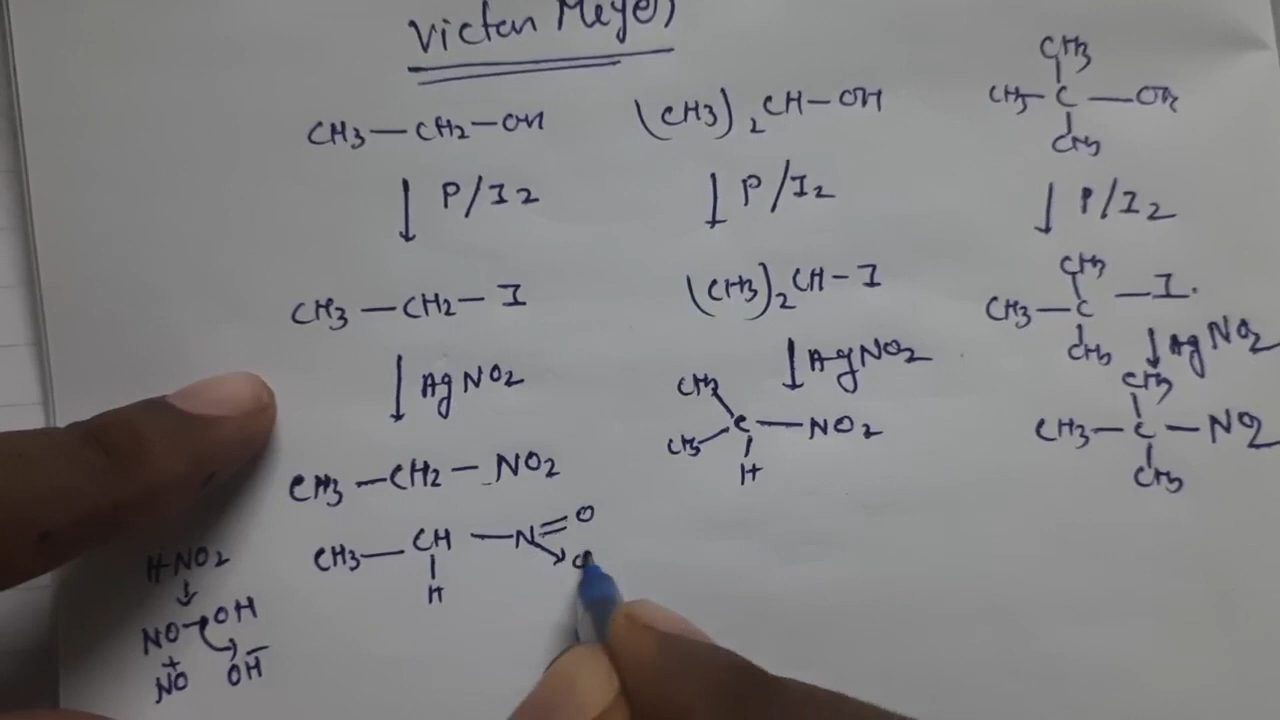 Victor Meyer
CH3—CH2—OH
(CH3)2CH—OH
CH3
CH3—C—OH
CH3
↓ P/I2
↓ P/I2
↓ P/I2
CH3—CH2—I
(CH3)2CH—I
CH3
CH3—C—I
CH3
↓ AgNO2
↓ AgNO2
↓ AgNO2
CH3—CH2—NO2
CH3
CH3—C—NO2
H
CH3
CH3—C—NO2
CH3
CH3—CH—N=O
H
HNO2
↓
NO—OH
+
NO
OH−